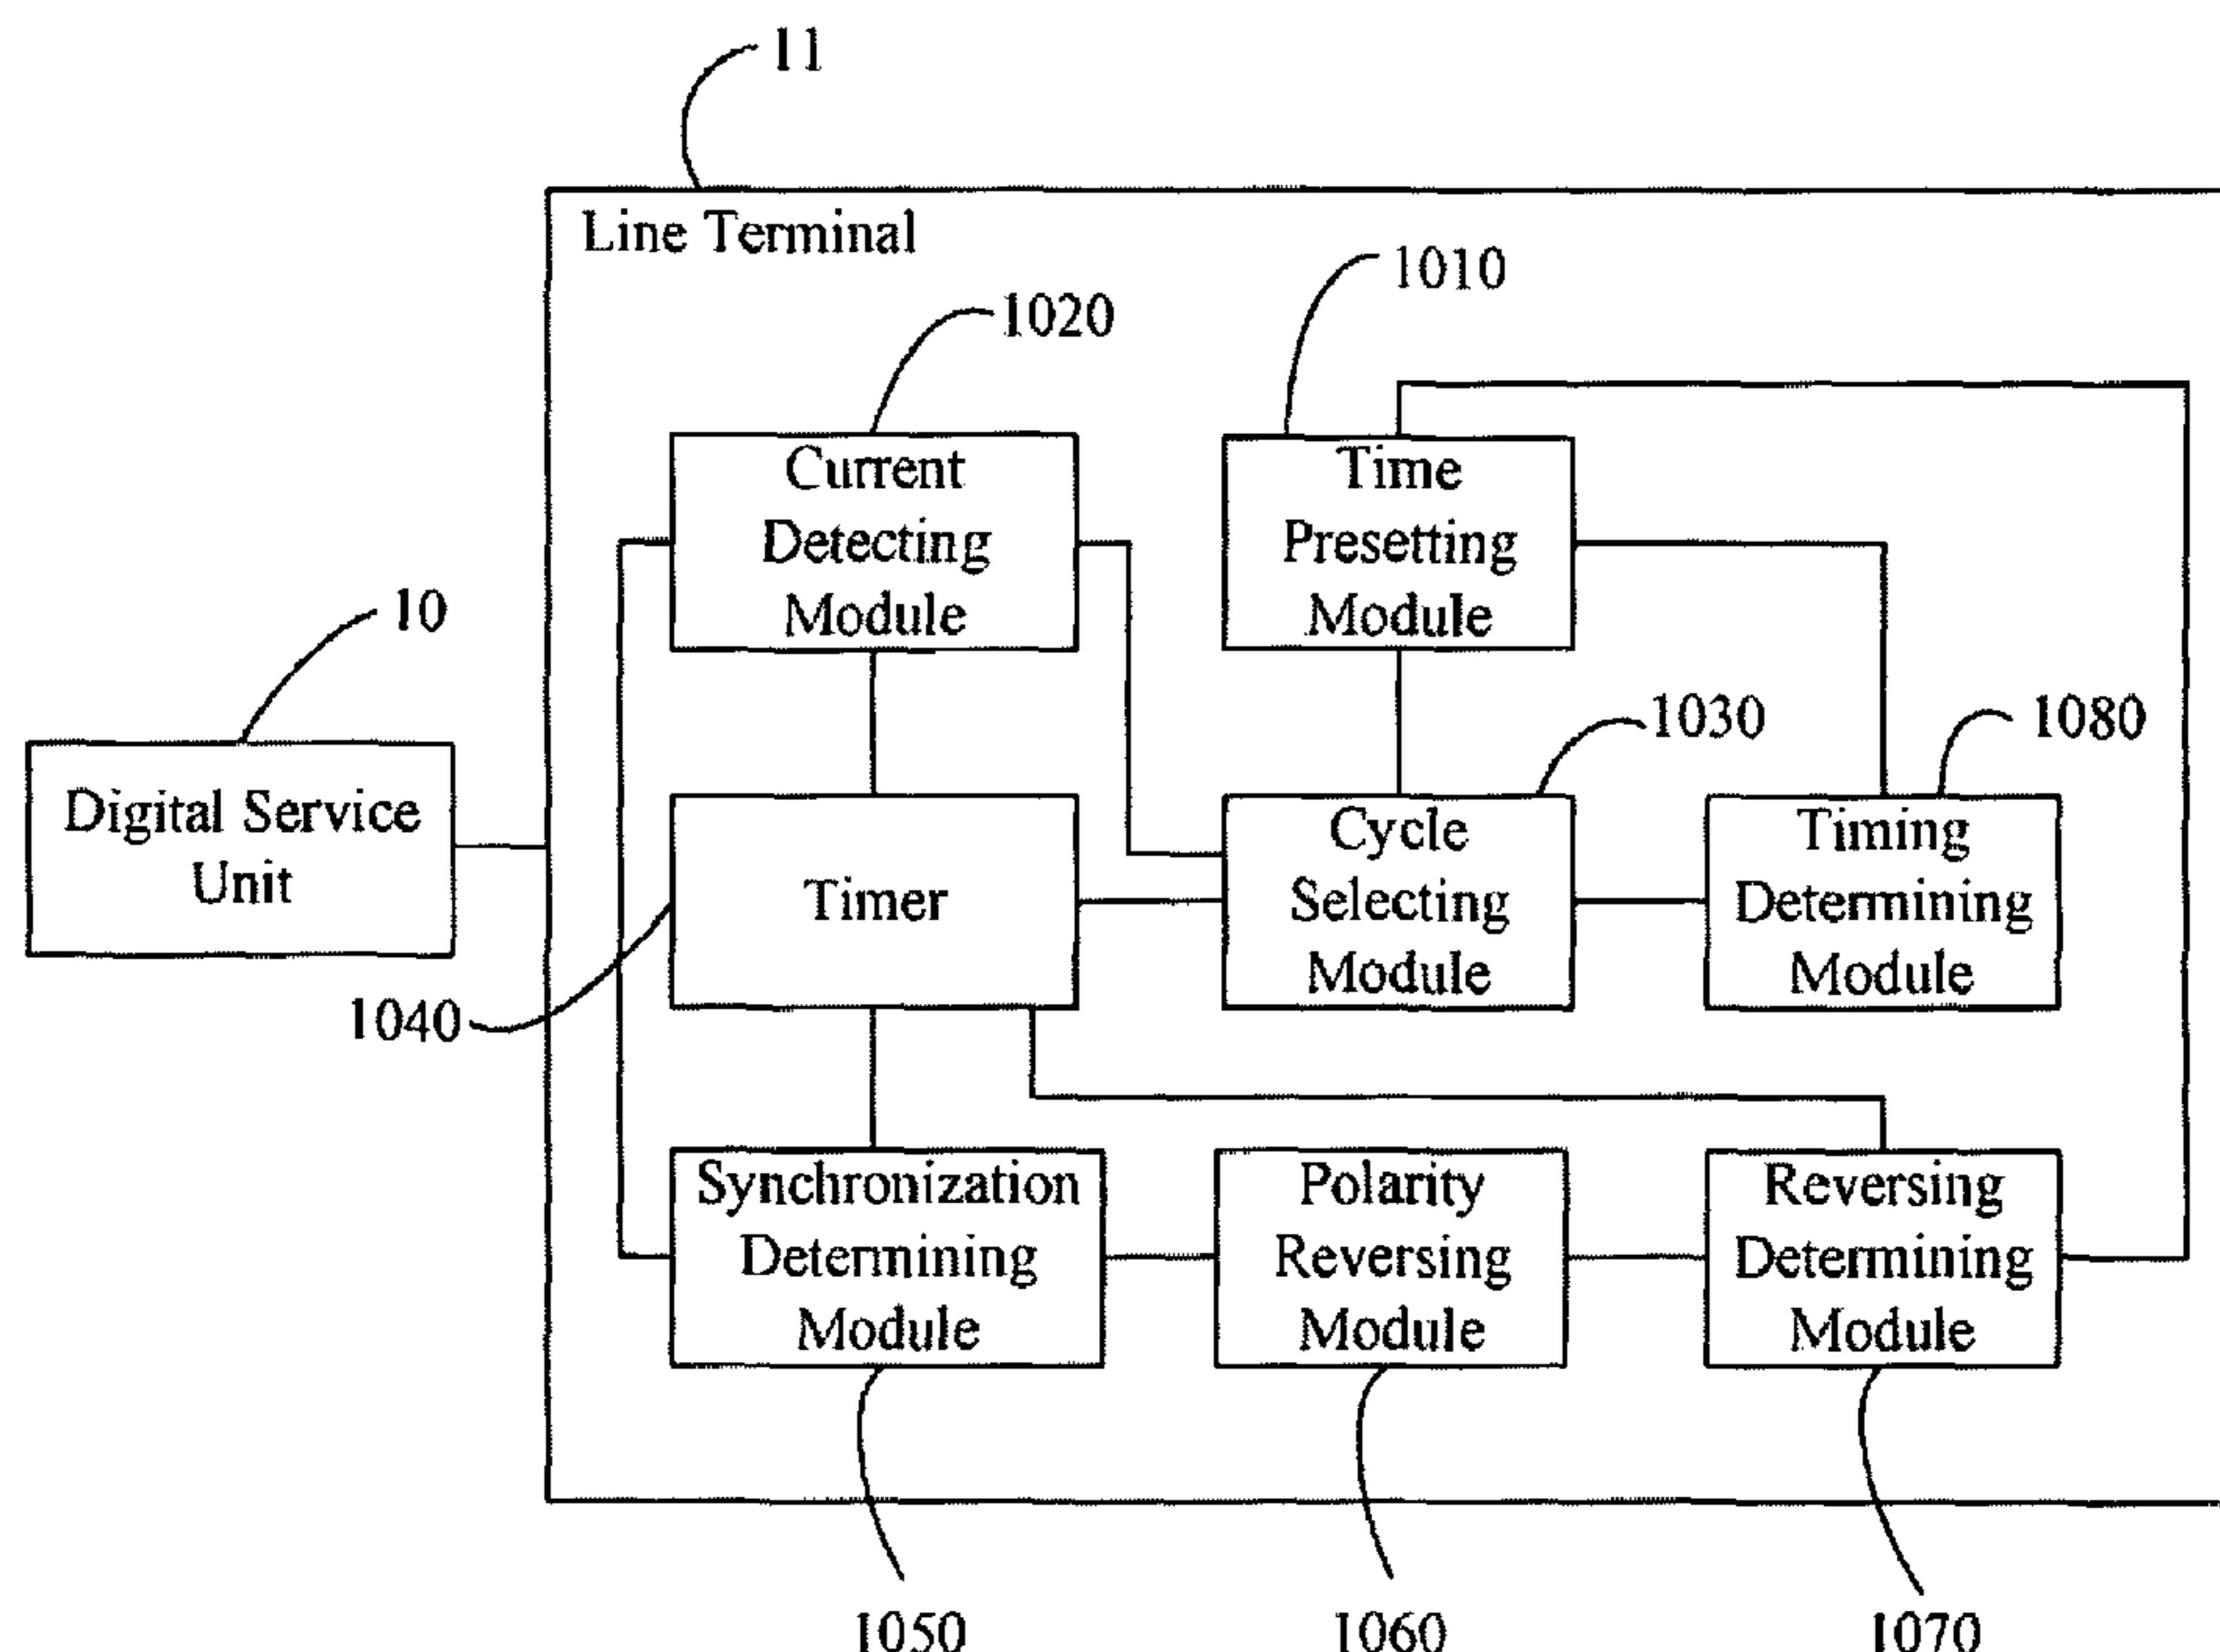 11
Line Terminal
1010
1020
Current
Detecting
Module
Time
Presetting
Module
10
1030
1080
Digital Service
Unit
Timer
Cycle
Selecting
Module
Timing
Determining
Module
1040
Synchronization
Determining
Module
Polarity
Reversing
Module
Reversing
Determining
Module
1050
1060
1070